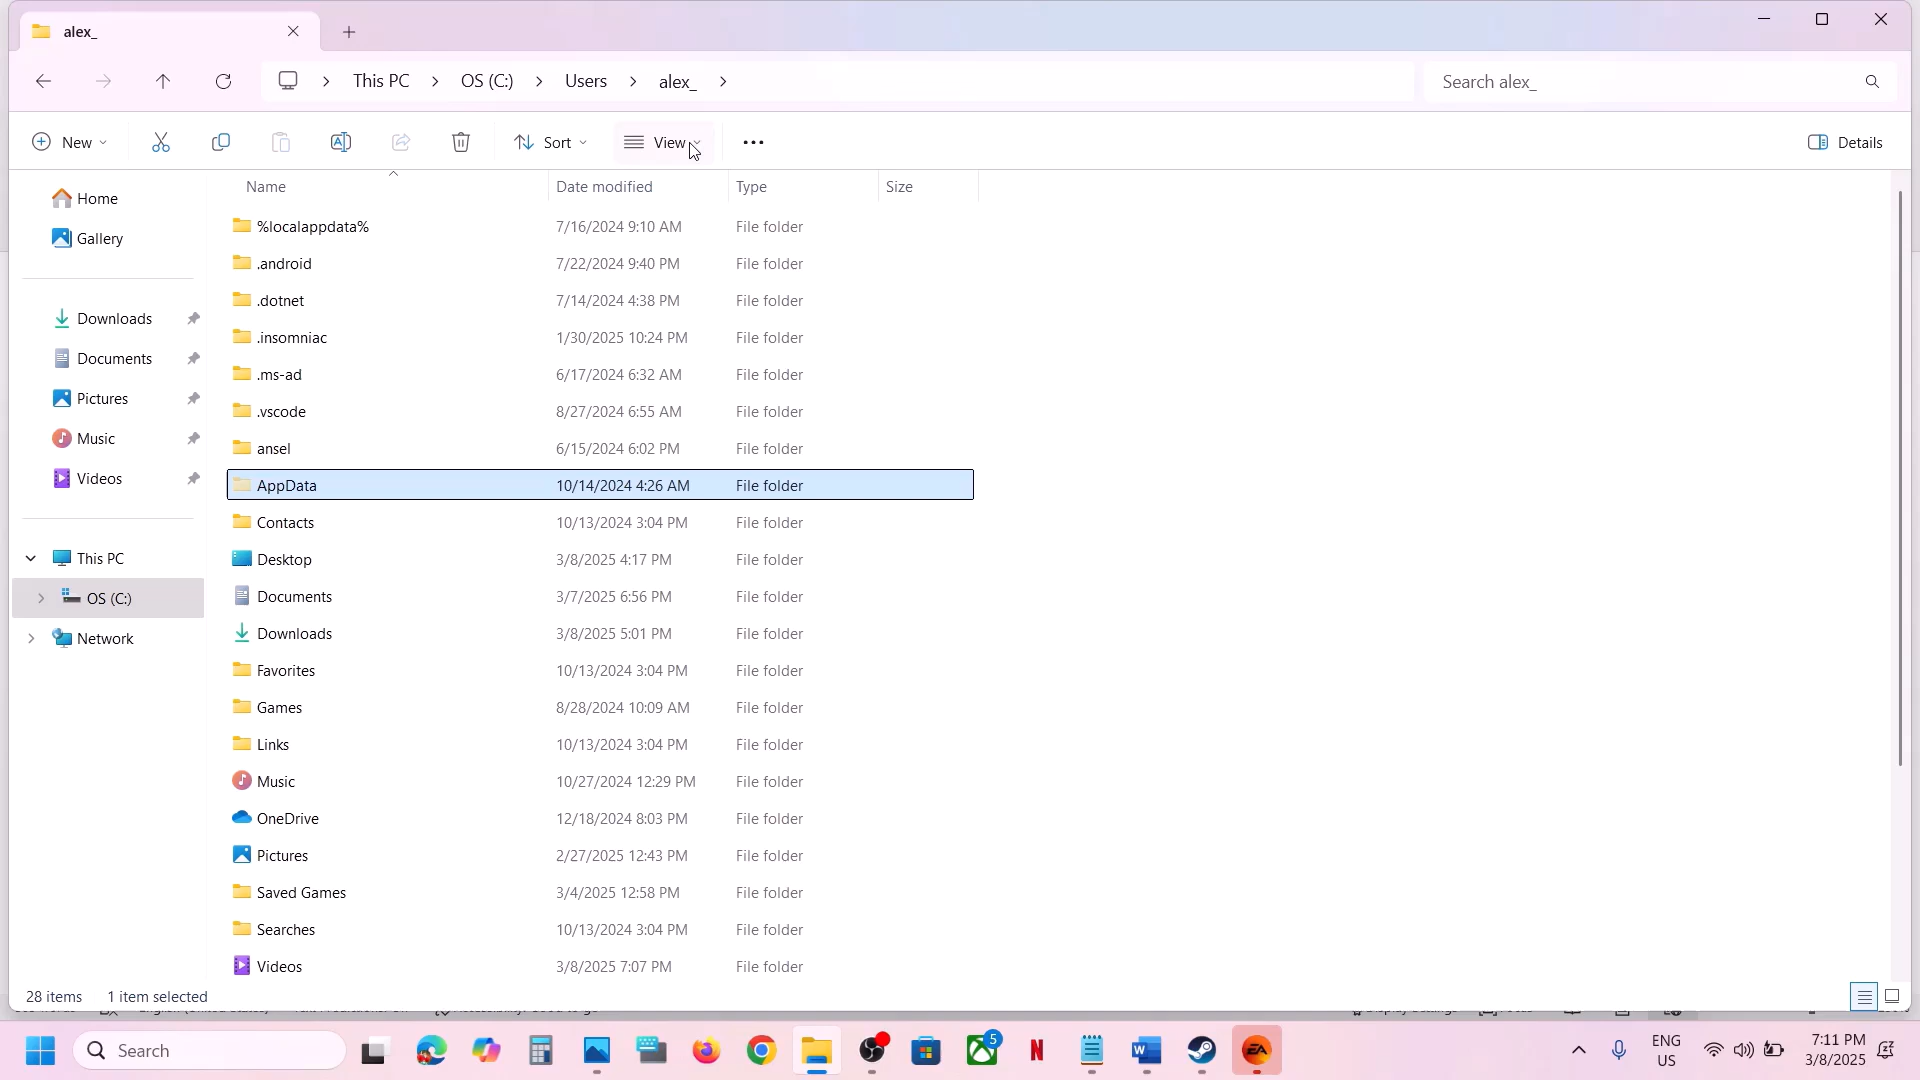 alex_
This PC
OS (C:)
Users
alex_
Search alex_
New
Sort
View
Details
Name
Date modified
Type
Size
Home
Gallery
Downloads
Documents
Pictures
Music
Videos
This PC
OS (C:)
Network
%localappdata% 7/16/2024 9:10 AM File folder
.android 7/22/2024 9:40 PM File folder
.dotnet 7/14/2024 4:38 PM File folder
.insomniac 1/30/2025 10:24 PM File folder
.ms-ad 6/17/2024 6:32 AM File folder
.vscode 8/27/2024 6:55 AM File folder
ansel 6/15/2024 6:02 PM File folder
AppData 10/14/2024 4:26 AM File folder
Contacts 10/13/2024 3:04 PM File folder
Desktop 3/8/2025 4:17 PM File folder
Documents 3/7/2025 6:56 PM File folder
Downloads 3/8/2025 5:01 PM File folder
Favorites 10/13/2024 3:04 PM File folder
Games 8/28/2024 10:09 AM File folder
Links 10/13/2024 3:04 PM File folder
Music 10/27/2024 12:29 PM File folder
OneDrive 12/18/2024 8:03 PM File folder
Pictures 2/27/2025 12:43 PM File folder
Saved Games 3/4/2025 12:58 PM File folder
Searches 10/13/2024 3:04 PM File folder
Videos 3/8/2025 7:07 PM File folder
28 items 1 item selected
Search
5
ENG
US
7:11 PM
3/8/2025